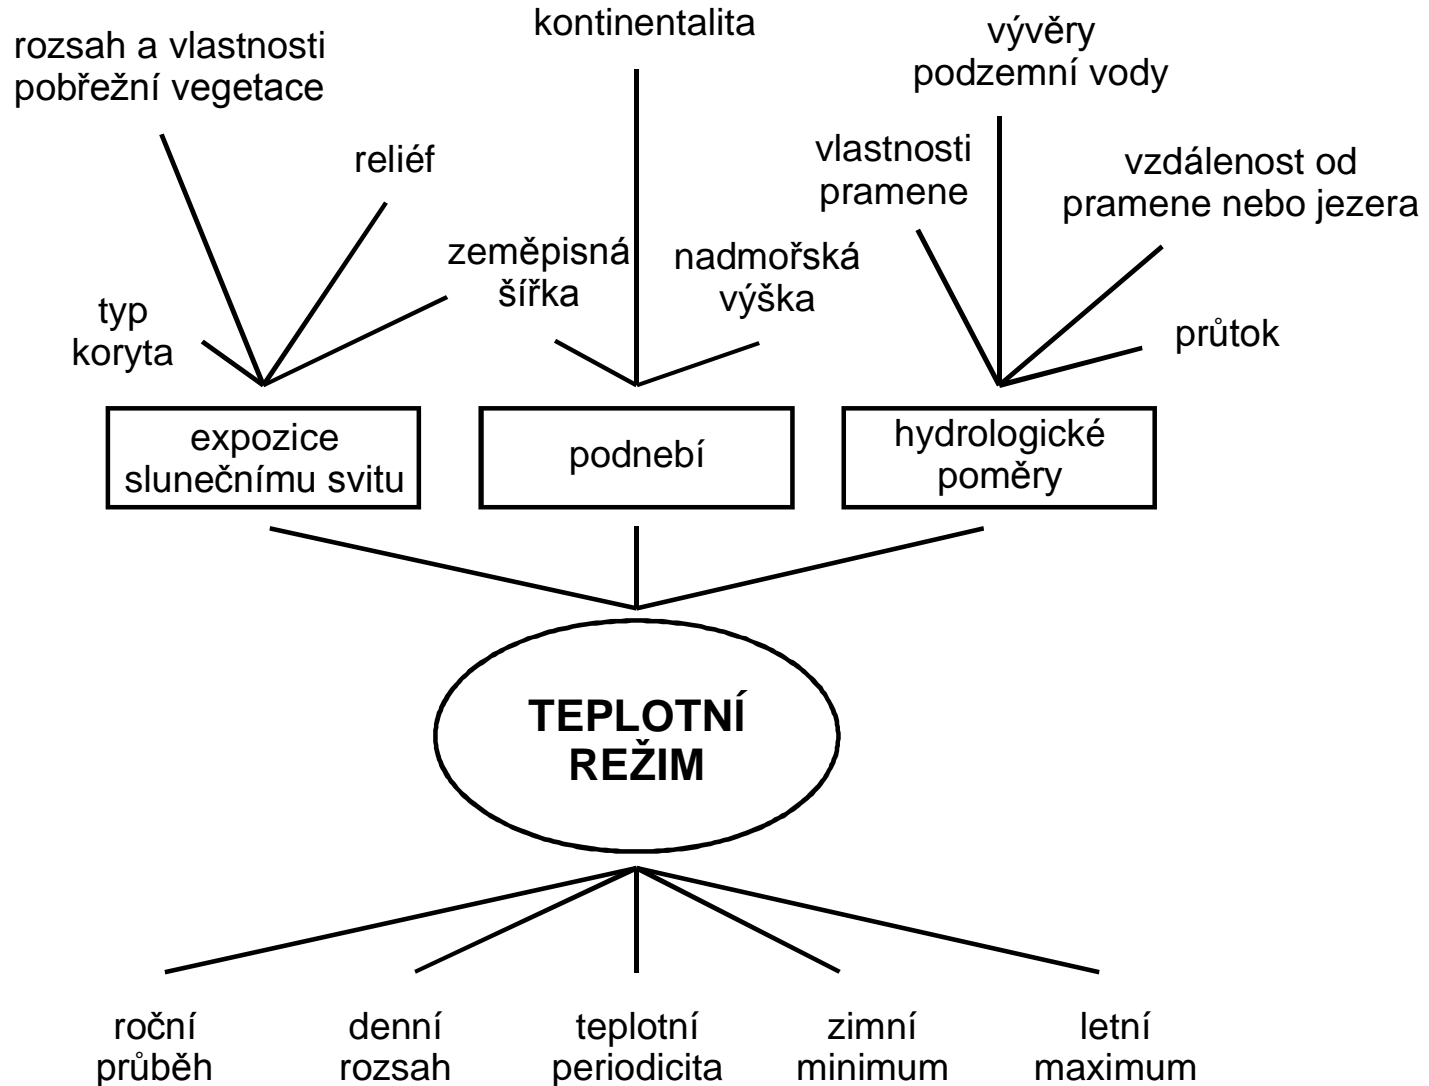 rozsah a vlastnosti
pobřežní vegetace
kontinentalita
vývěry
podzemní vody
reliéf
vlastnosti
pramene
vzdálenost od
pramene nebo jezera
zeměpisná
šířka
nadmořská
výška
typ
koryta
průtok
expozice
slunečnímu svitu
podnebí
hydrologické
poměry
TEPLOTNÍ
REŽIM
roční
průběh
denní
rozsah
teplotní
periodicita
zimní
minimum
letní
maximum